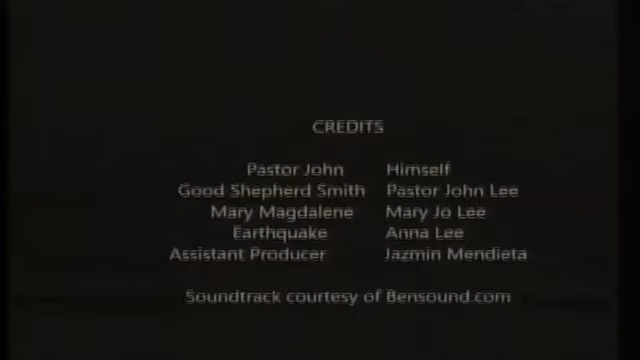 CREDITS
Pastor John Himself
Good Shepherd Smith Pastor John Lee
Mary Magdalene Mary Jo Lee
Earthquake Anna Lee
Assistant Producer Jazmin Mendieta
Soundtrack courtesy of Bensound.com